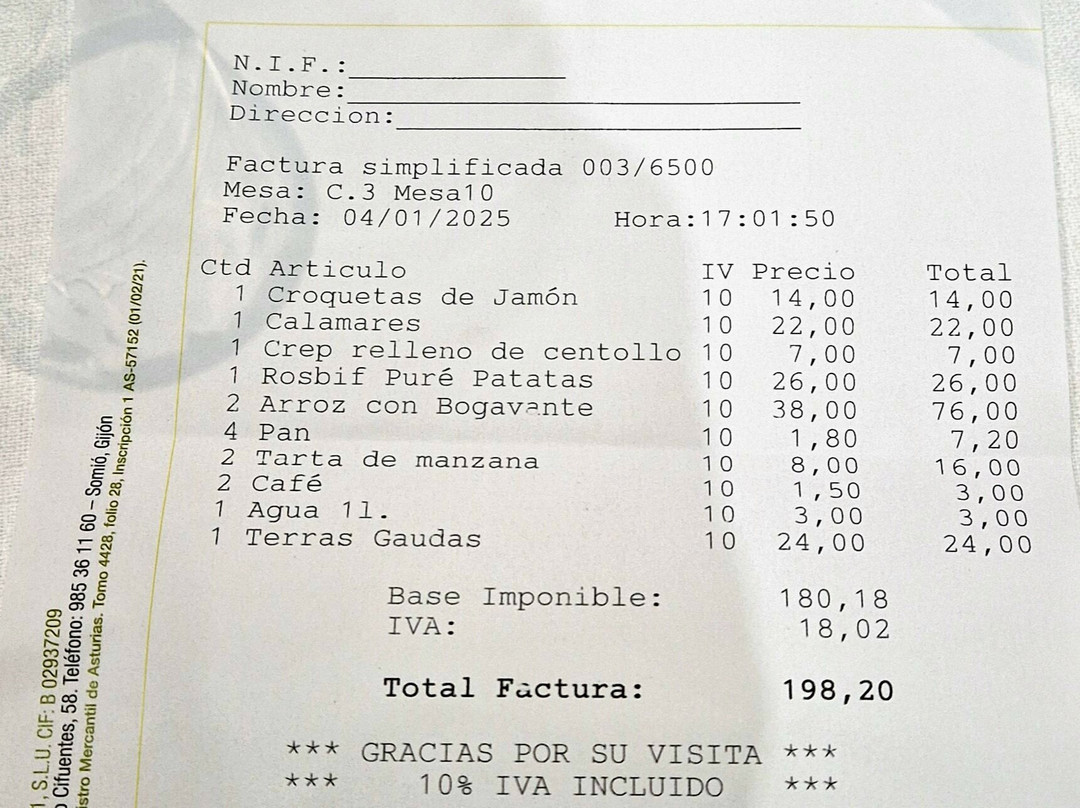 N.I.F.:
Nombre:
Direccion:
Factura simplificada 003/6500
Mesa: C.3 Mesa10
Fecha: 04/01/2025 Hora:17:01:50
Ctd Articulo IV Precio Total
1 Croquetas de Jamón 10 14,00 14,00
1 Calamares 10 22,00 22,00
1 Crep relleno de centollo 10 7,00 7,00
1 Rosbif Puré Patatas 10 26,00 26,00
2 Arroz con Bogavante 10 38,00 76,00
4 Pan 10 1,80 7,20
2 Tarta de manzana 10 8,00 16,00
2 Café 10 1,50 3,00
1 Agua 1l. 10 3,00 3,00
1 Terras Gaudas 10 24,00 24,00
Base Imponible: 180,18
IVA: 18,02
Total Factura: 198,20
*** GRACIAS POR SU VISITA ***
*** 10% IVA INCLUIDO ***
S.L.U. CIF: B 02937209
Cifuentes, 58. Teléfono: 985 36 11 60 – Somió, Gijón
Mercantil de Asturias. Tomo 4428, folio 28, Inscripción 1 AS-57152 (01/02/21).